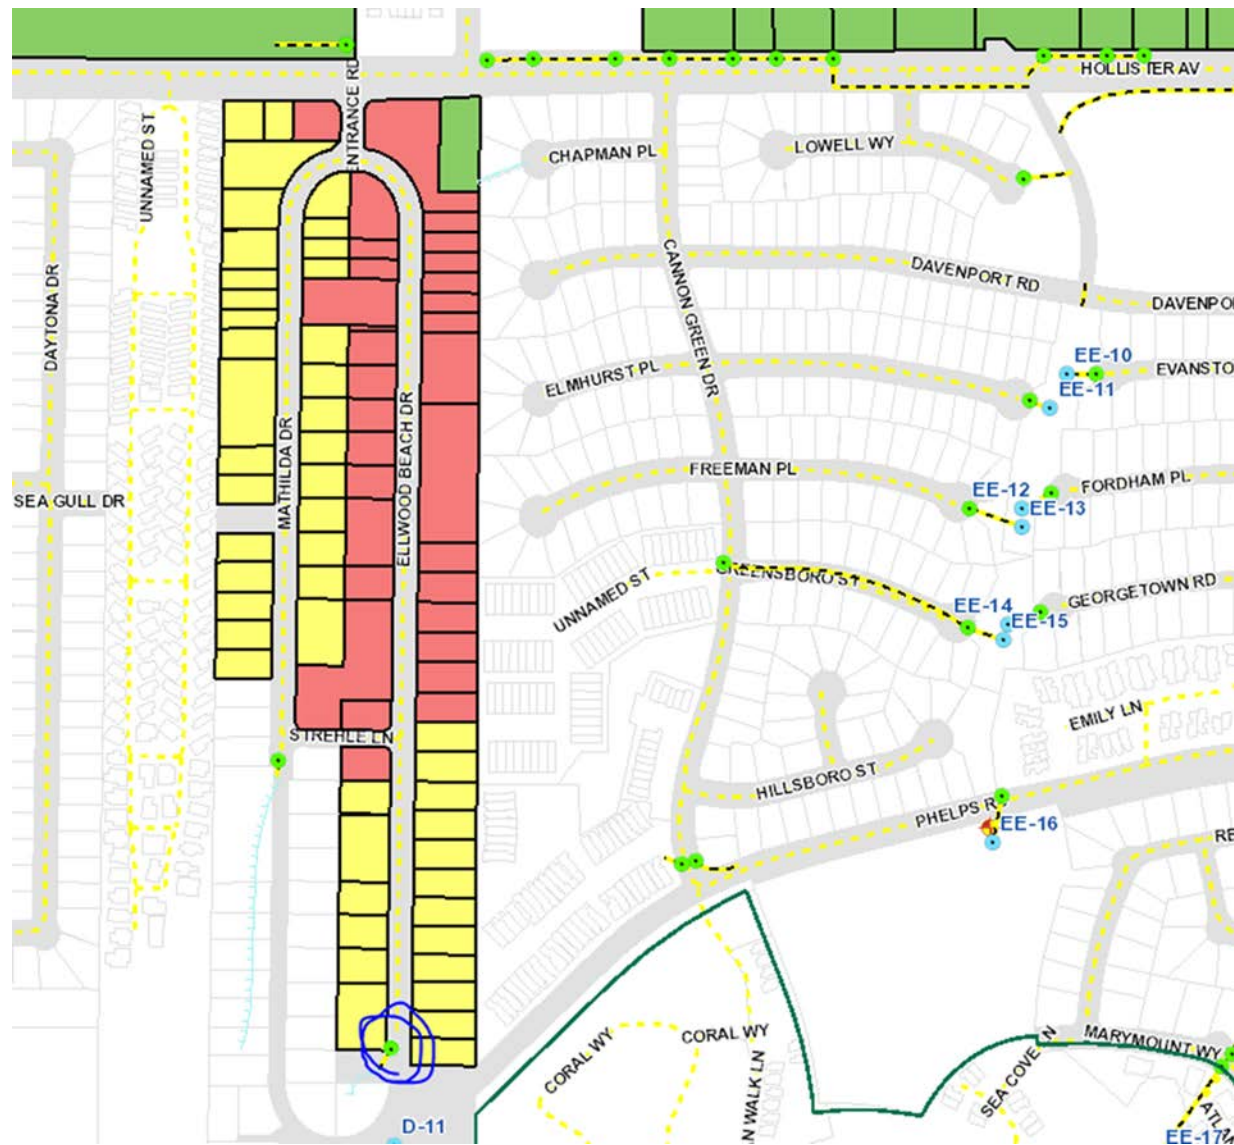 HOLLISTER AV
ENTRANCE RD
UNNAMED ST
CHAPMAN PL
LOWELL WY
DAYTONA DR
CANNON GREEN DR
DAVENPORT RD
DAVENPO
ELMHURST PL
EE-10
EE-11
EVANSTO
MATHILDA DR
ELLWOOD BEACH DR
FREEMAN PL
SEA GULL DR
EE-12
EE-13
FORDHAM PL
UNNAMED ST
GREENSBORO ST
EE-14
EE-15
GEORGETOWN RD
EMILY LN
STREHLE LN
HILLSBORO ST
PHELPS R
EE-16
RE
CORAL WY
CORAL WY
N WALK LN
SEA COVE N
MARYMOUNT WY
ATLA
D-11
EE-17